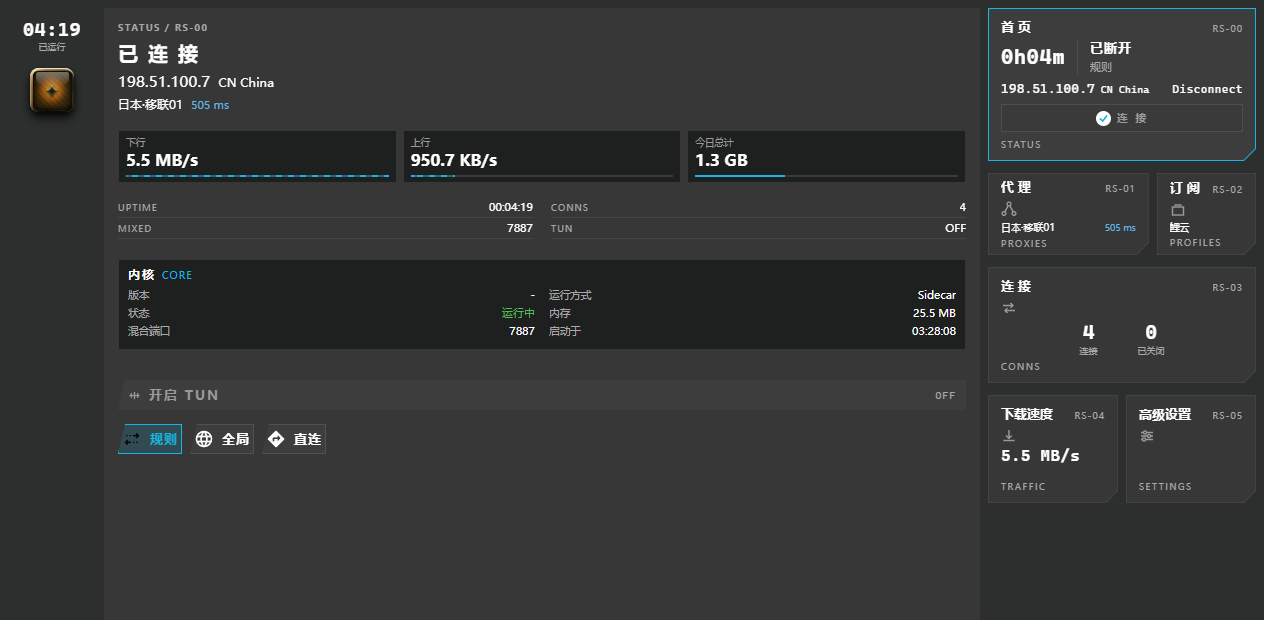 04:19
已运行
STATUS / RS-00
已连接
198.51.100.7 CN China
日本·移联01 505 ms
下行
5.5 MB/s
上行
950.7 KB/s
今日总计
1.3 GB
UPTIME 00:04:19 CONNS 4
MIXED 7887 TUN OFF
内核 CORE
版本 - 运行方式 Sidecar
状态 运行中 内存 25.5 MB
混合端口 7887 启动于 03:28:08
开启 TUN OFF
规则 全局 直连
首页 RS-00
0h04m 已断开
规则
198.51.100.7 CN China Disconnect
连接
STATUS
代理 RS-01
日本·移联01 505 ms
PROXIES
订阅 RS-02
鲤云
PROFILES
连接 RS-03
4 0
连接 已关闭
CONNS
下载速度 RS-04
5.5 MB/s
TRAFFIC
高级设置 RS-05
SETTINGS